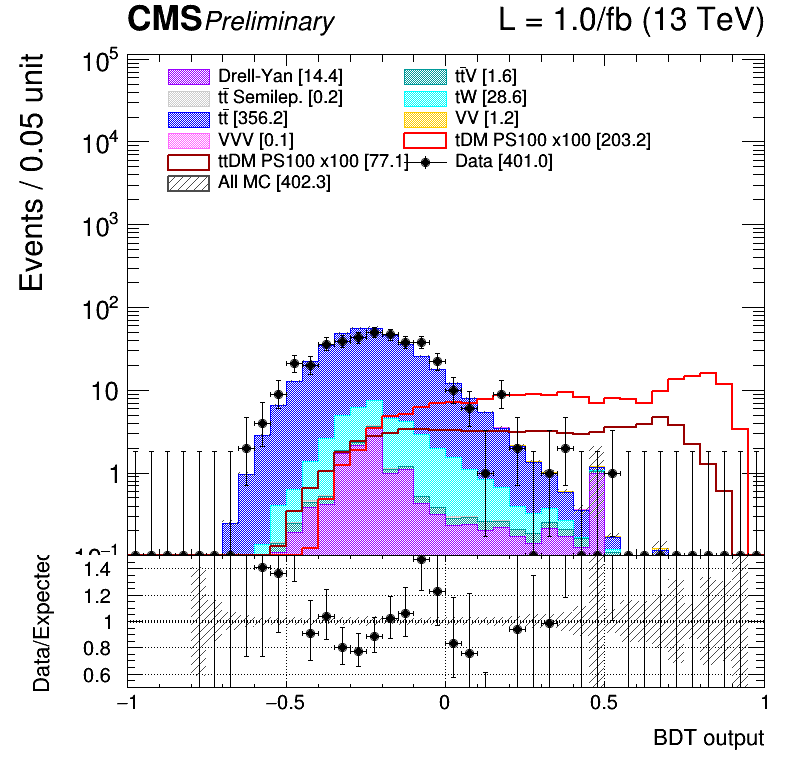 CMS Preliminary L = 1.0/fb (13 TeV)
Events / 0.05 unit
10⁵
10⁴
10³
10²
10
1
10⁻¹
Drell-Yan [14.4]
tt̄V [1.6]
tt̄ Semilep. [0.2]
tW [28.6]
tt̄ [356.2]
VV [1.2]
VVV [0.1]
tDM PS100 x100 [203.2]
ttDM PS100 x100 [77.1]
Data [401.0]
All MC [402.3]
Data/Expected
1.4
1.2
1
0.8
0.6
−1 −0.5 0 0.5 1
BDT output